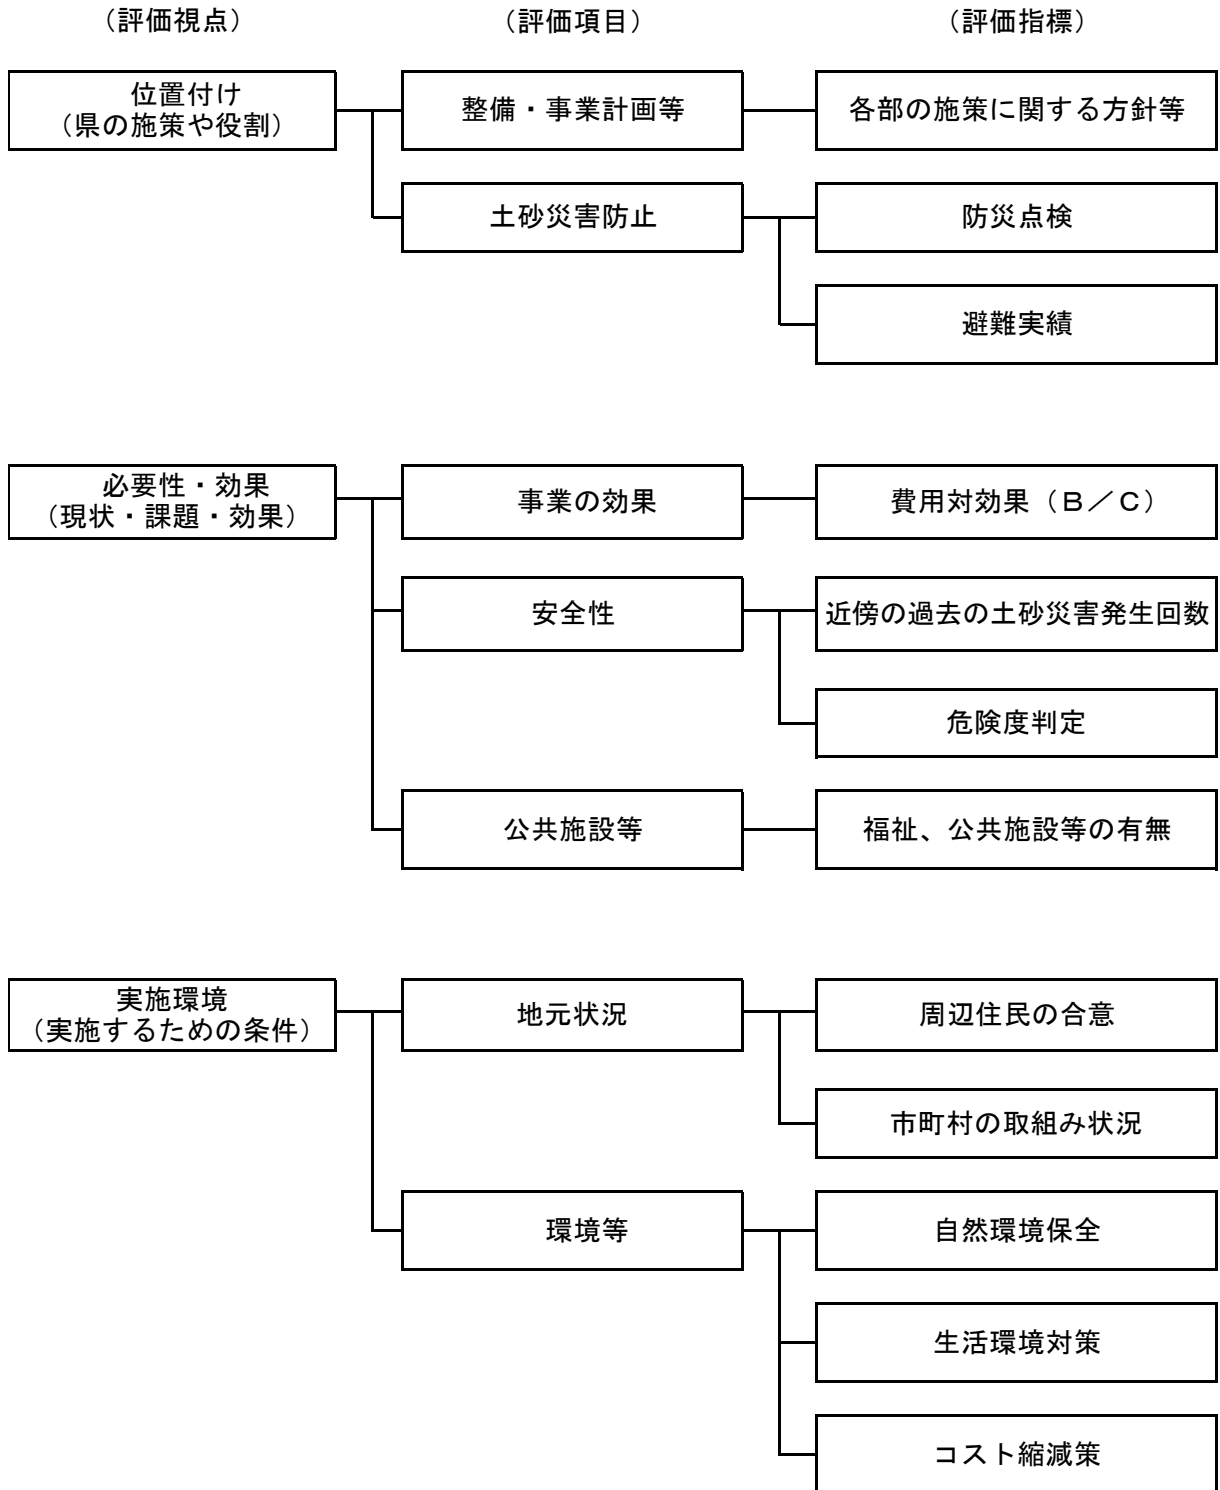 （評価視点）
（評価項目）
（評価指標）
位置付け
（県の施策や役割）
整備・事業計画等
各部の施策に関する方針等
土砂災害防止
防災点検
避難実績
必要性・効果
（現状・課題・効果）
事業の効果
費用対効果（Ｂ／Ｃ）
安全性
近傍の過去の土砂災害発生回数
危険度判定
公共施設等
福祉、公共施設等の有無
実施環境
（実施するための条件）
地元状況
周辺住民の合意
市町村の取組み状況
環境等
自然環境保全
生活環境対策
コスト縮減策